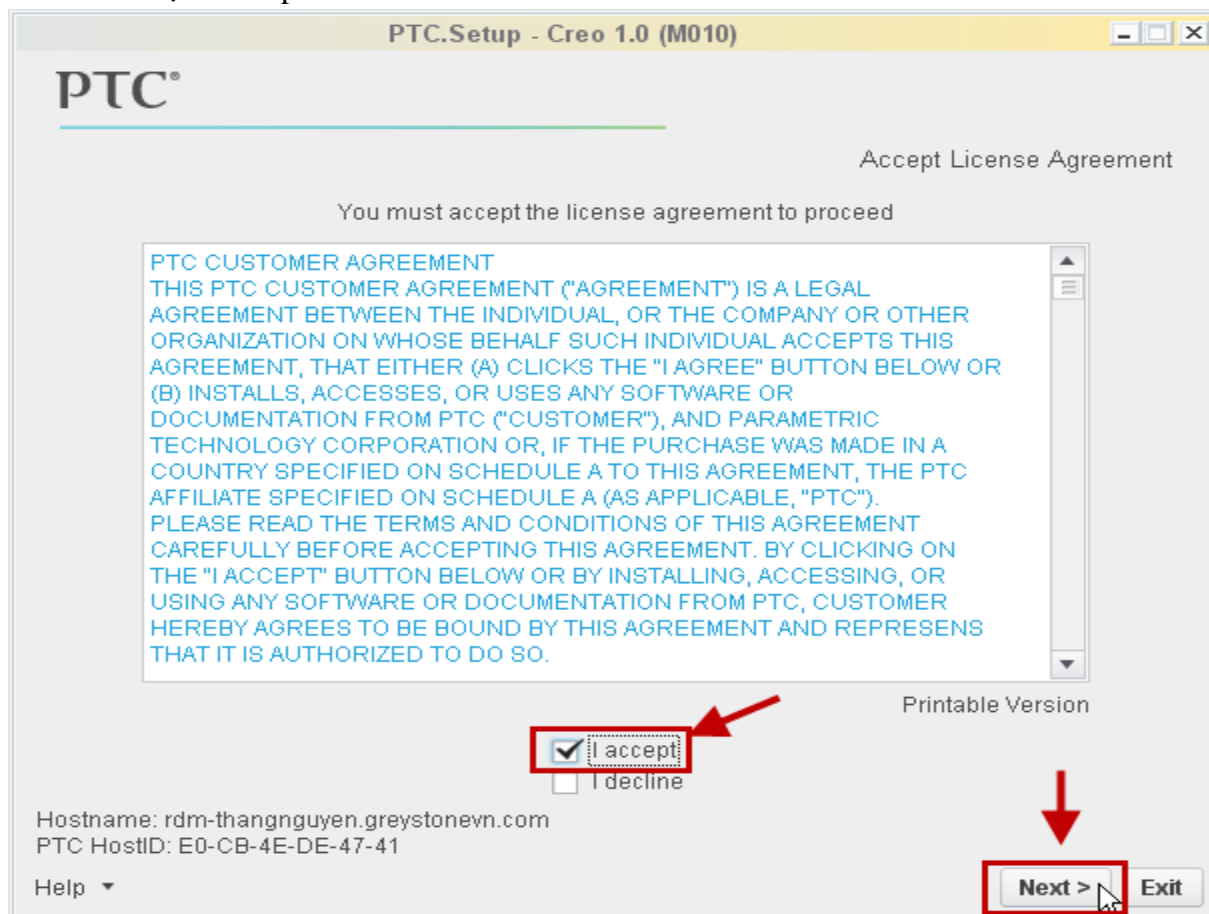 PTC.Setup - Creo 1.0 (M010)
PTC®
Accept License Agreement
You must accept the license agreement to proceed
PTC CUSTOMER AGREEMENT
THIS PTC CUSTOMER AGREEMENT ("AGREEMENT") IS A LEGAL
AGREEMENT BETWEEN THE INDIVIDUAL, OR THE COMPANY OR OTHER
ORGANIZATION ON WHOSE BEHALF SUCH INDIVIDUAL ACCEPTS THIS
AGREEMENT, THAT EITHER (A) CLICKS THE "I AGREE" BUTTON BELOW OR
(B) INSTALLS, ACCESSES, OR USES ANY SOFTWARE OR
DOCUMENTATION FROM PTC ("CUSTOMER"), AND PARAMETRIC
TECHNOLOGY CORPORATION OR, IF THE PURCHASE WAS MADE IN A
COUNTRY SPECIFIED ON SCHEDULE A TO THIS AGREEMENT, THE PTC
AFFILIATE SPECIFIED ON SCHEDULE A (AS APPLICABLE, "PTC").
PLEASE READ THE TERMS AND CONDITIONS OF THIS AGREEMENT
CAREFULLY BEFORE ACCEPTING THIS AGREEMENT. BY CLICKING ON
THE "I ACCEPT" BUTTON BELOW OR BY INSTALLING, ACCESSING, OR
USING ANY SOFTWARE OR DOCUMENTATION FROM PTC, CUSTOMER
HEREBY AGREES TO BE BOUND BY THIS AGREEMENT AND REPRESENS
THAT IT IS AUTHORIZED TO DO SO.
Printable Version
I accept
I decline
Hostname: rdm-thangnguyen.greystonevn.com
PTC HostID: E0-CB-4E-DE-47-41
Help
Next > Exit